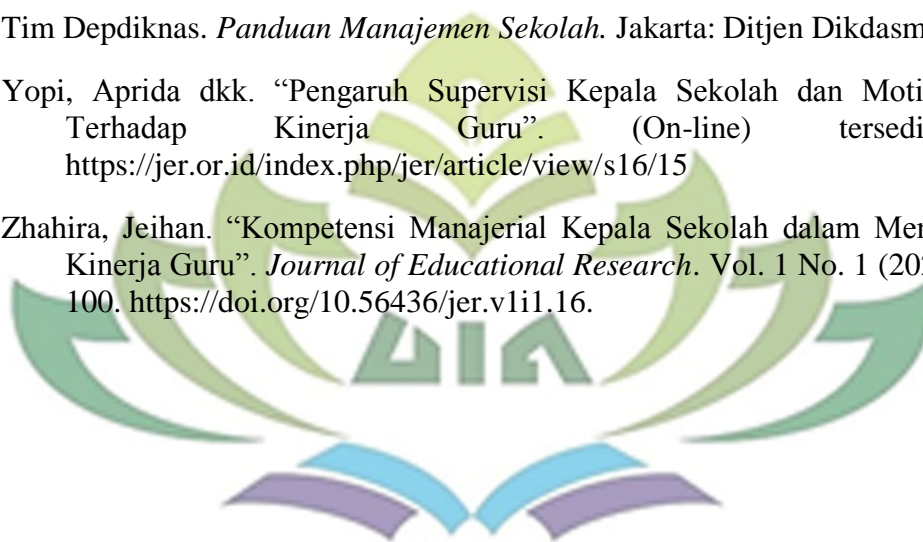 Tim Depdiknas. Panduan Manajemen Sekolah. Jakarta: Ditjen Dikdasm
Yopi, Aprida dkk. “Pengaruh Supervisi Kepala Sekolah dan Moti
Terhadap Kinerja Guru”. (On-line) tersedi
https://jer.or.id/index.php/jer/article/view/s16/15
Zhahira, Jeihan. “Kompetensi Manajerial Kepala Sekolah dalam Mer
Kinerja Guru”. Journal of Educational Research. Vol. 1 No. 1 (202
100. https://doi.org/10.56436/jer.v1i1.16.
UIN